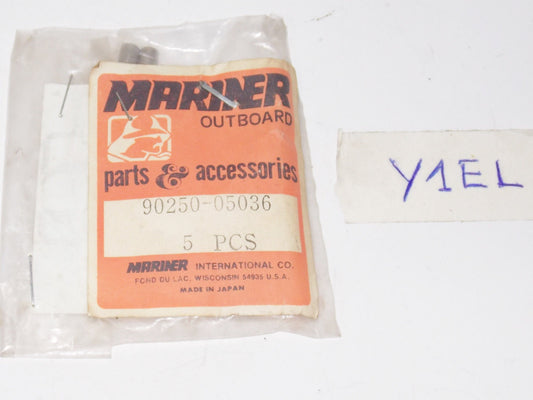 MARINER
OUTBOARD
parts & accessories
90250-05036
5 PCS
MARINER INTERNATIONAL CO.
FOND DU LAC, WISCONSIN 54935 U.S.A.
MADE IN JAPAN
Y1EL